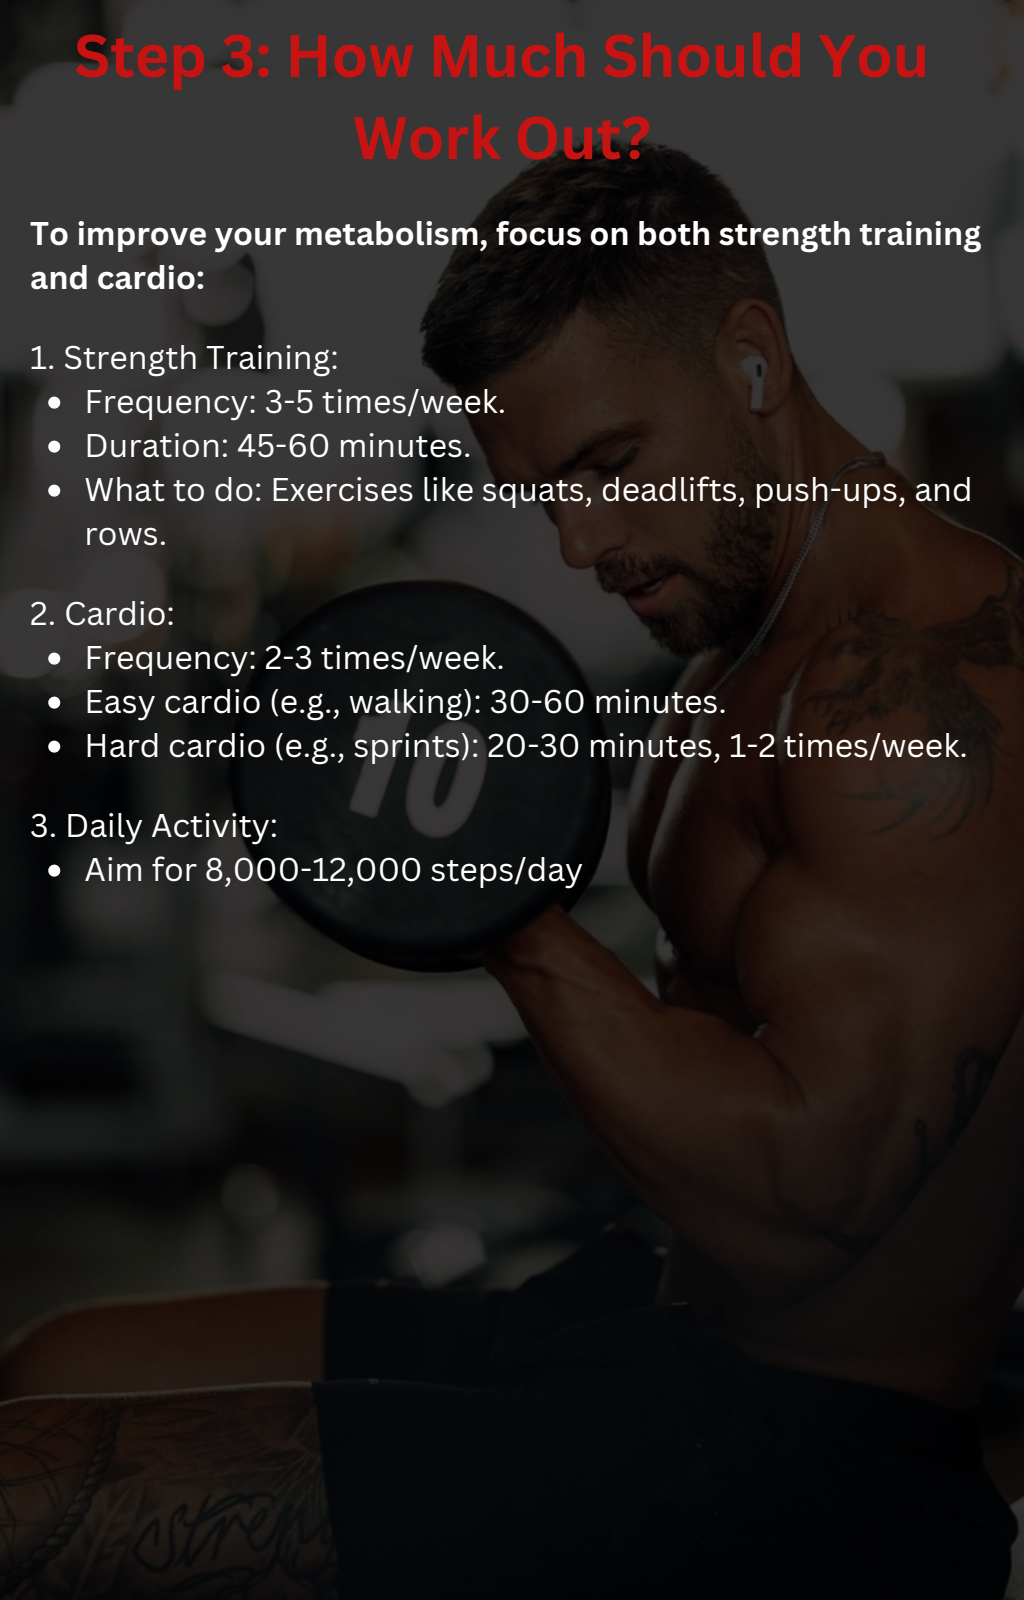 Step 3: How Much Should You
Work Out?
To improve your metabolism, focus on both strength training
and cardio:
1. Strength Training:
• Frequency: 3-5 times/week.
• Duration: 45-60 minutes.
• What to do: Exercises like squats, deadlifts, push-ups, and
rows.
2. Cardio:
• Frequency: 2-3 times/week.
• Easy cardio (e.g., walking): 30-60 minutes.
• Hard cardio (e.g., sprints): 20-30 minutes, 1-2 times/week.
10
3. Daily Activity:
• Aim for 8,000-12,000 steps/day